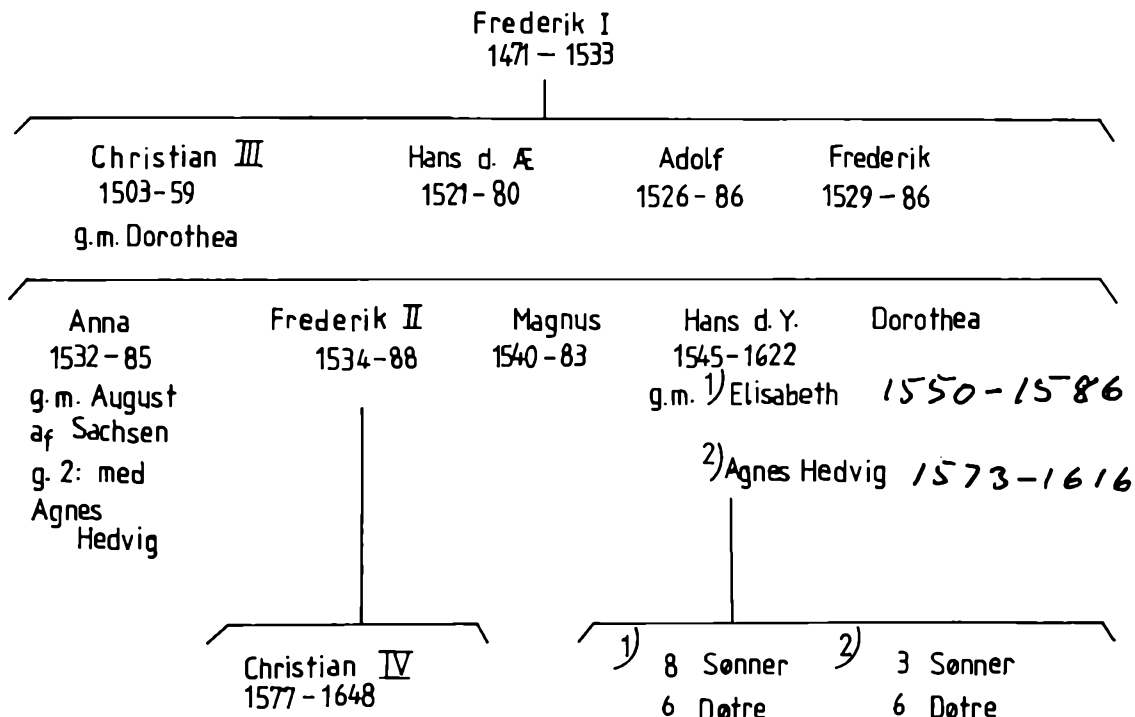 Frederik I
1471 - 1533
Christian III Hans d. Æ Adolf Frederik
1503-59 1521-80 1526-86 1529-86
g.m. Dorothea
Anna Frederik II Magnus Hans d. Y. Dorothea
1532-85 1534-88 1540-83 1545-1622
g.m. August g.m. 1) Elisabeth 1550-1586
af Sachsen
g. 2: med 2) Agnes Hedvig 1573-1616
Agnes
Hedvig
Christian IV 1) 8 Sønner 2) 3 Sønner
1577-1648 6 Døtre 6 Døtre